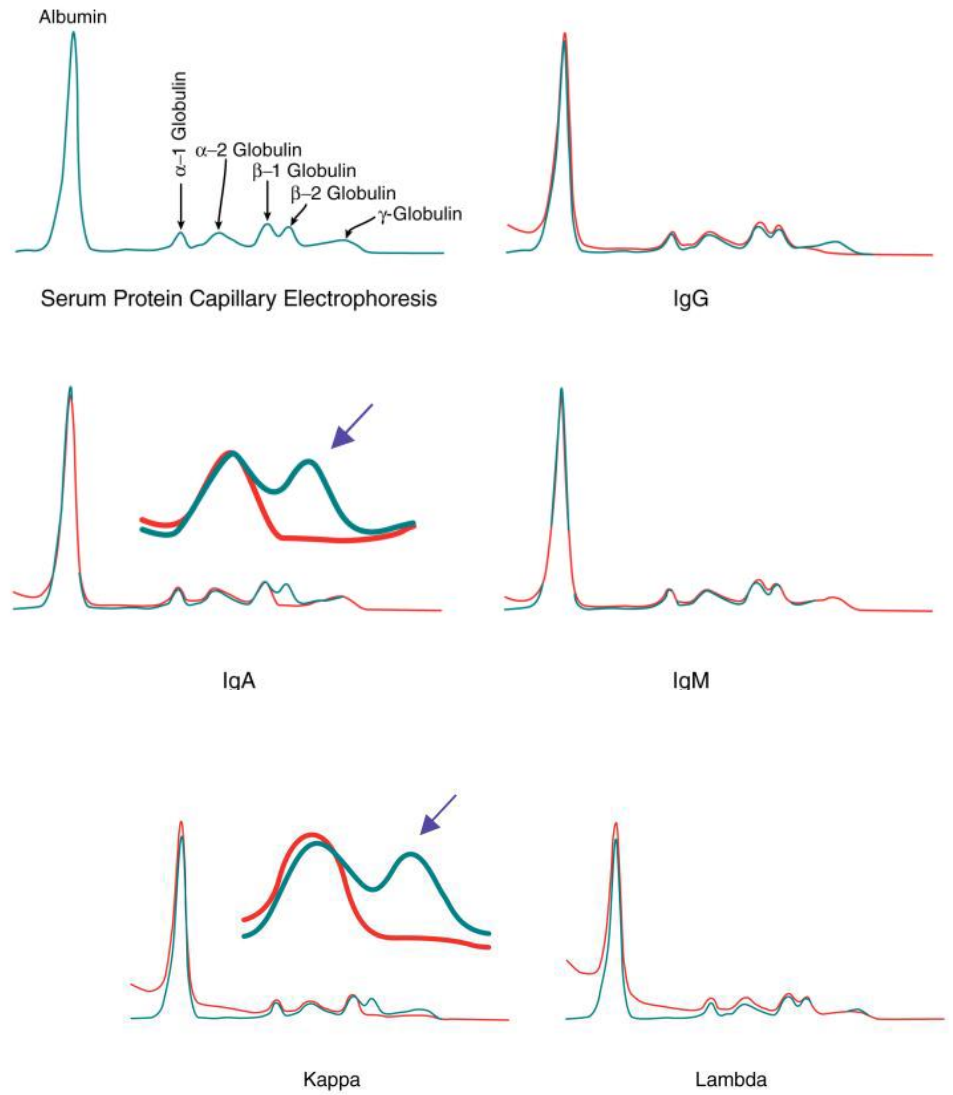 Albumin
α–1 Globulin
α–2 Globulin
β–1 Globulin
β–2 Globulin
γ-Globulin
Serum Protein Capillary Electrophoresis
IgG
IgA
IgM
Kappa
Lambda